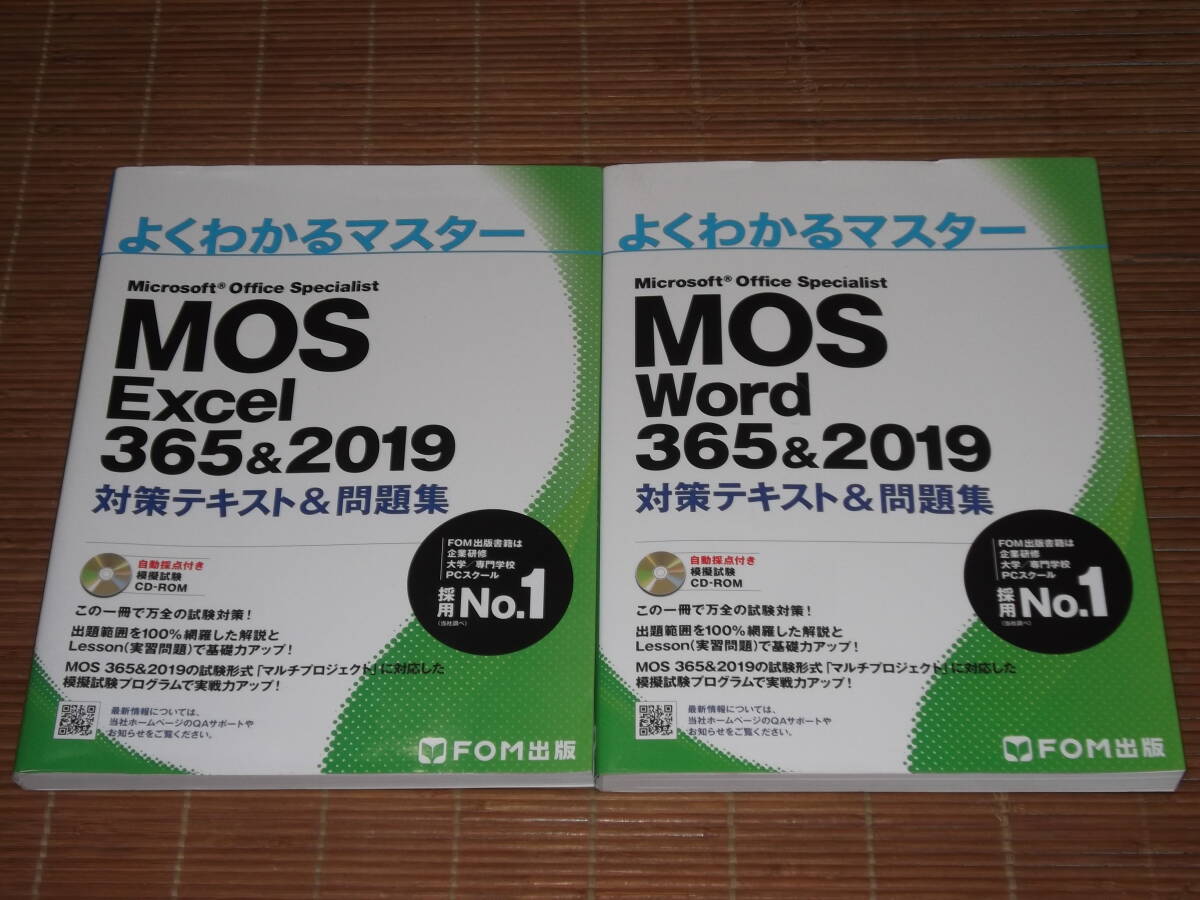 よくわかるマスター
Microsoft® Office Specialist
MOS
Excel
365&2019
対策テキスト&問題集
自動採点付き
模擬試験
CD-ROM
FOM出版書籍は
企業研修
大学/専門学校
PCスクール
採用 No.1
(当社調べ)
この一冊で万全の試験対策!
出題範囲を100%網羅した解説と
Lesson(実習問題)で基礎力アップ!
MOS 365&2019の試験形式「マルチプロジェクト」に対応した
模擬試験プログラムで実戦力アップ!
最新情報については、
当社ホームページのQAサポートや
お知らせをご覧ください。
FOM出版
よくわかるマスター
Microsoft® Office Specialist
MOS
Word
365&2019
対策テキスト&問題集
自動採点付き
模擬試験
CD-ROM
FOM出版書籍は
企業研修
大学/専門学校
PCスクール
採用 No.1
(当社調べ)
この一冊で万全の試験対策!
出題範囲を100%網羅した解説と
Lesson(実習問題)で基礎力アップ!
MOS 365&2019の試験形式「マルチプロジェクト」に対応した
模擬試験プログラムで実戦力アップ!
最新情報については、
当社ホームページのQAサポートや
お知らせをご覧ください。
FOM出版